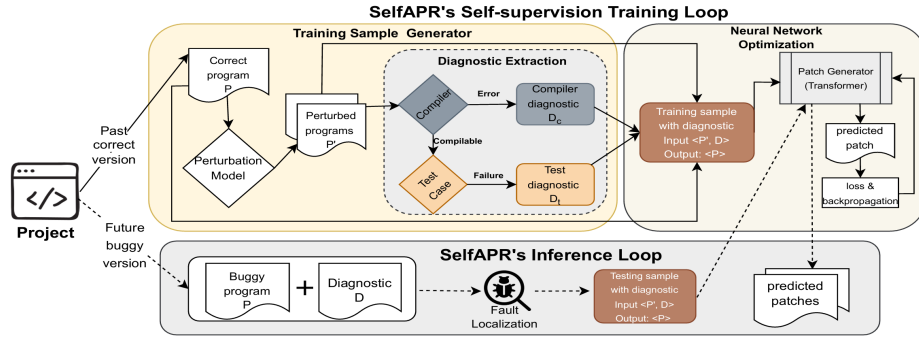 SelfAPR's Self-supervision Training Loop
Training Sample Generator
Neural Network
Optimization
Diagnostic Extraction
Correct
program
P
Perturbation
Model
Perturbed
programs
P'
Compiler
Error
Compiler
diagnostic
Dc
Compilable
Test
Case
Failure
Test
diagnostic
Dt
Training sample
with diagnostic
Input <P', D>
Output: <P>
Patch Generator
(Transformer)
predicted
patch
loss &
backpropagation
Past
correct
version
</>
Project
Future
buggy
version
SelfAPR's Inference Loop
Buggy
program
P
+
Diagnostic
D
Fault
Localization
Testing sample
with diagnostic
Input <P', D>
Output: <P>
predicted
patches